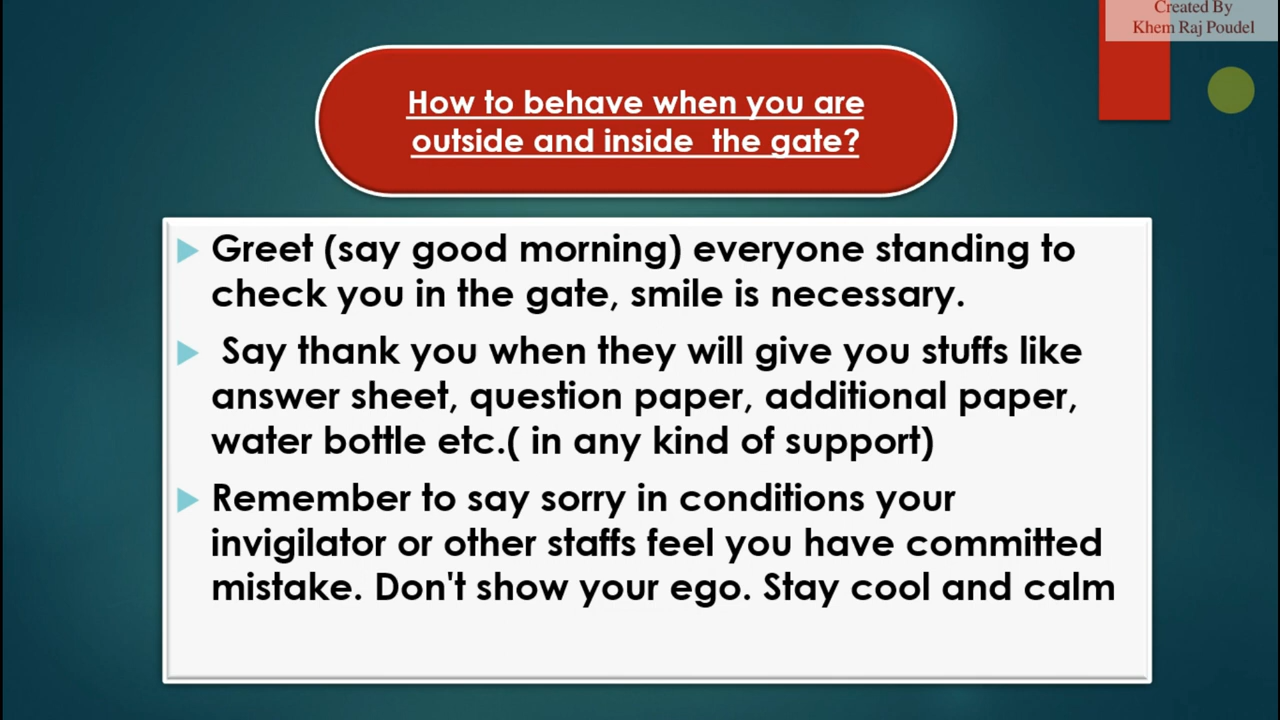 Created By
Khem Raj Poudel
How to behave when you are
outside and inside the gate?
Greet (say good morning) everyone standing to
check you in the gate, smile is necessary.
Say thank you when they will give you stuffs like
answer sheet, question paper, additional paper,
water bottle etc.( in any kind of support)
Remember to say sorry in conditions your
invigilator or other staffs feel you have committed
mistake. Don't show your ego. Stay cool and calm